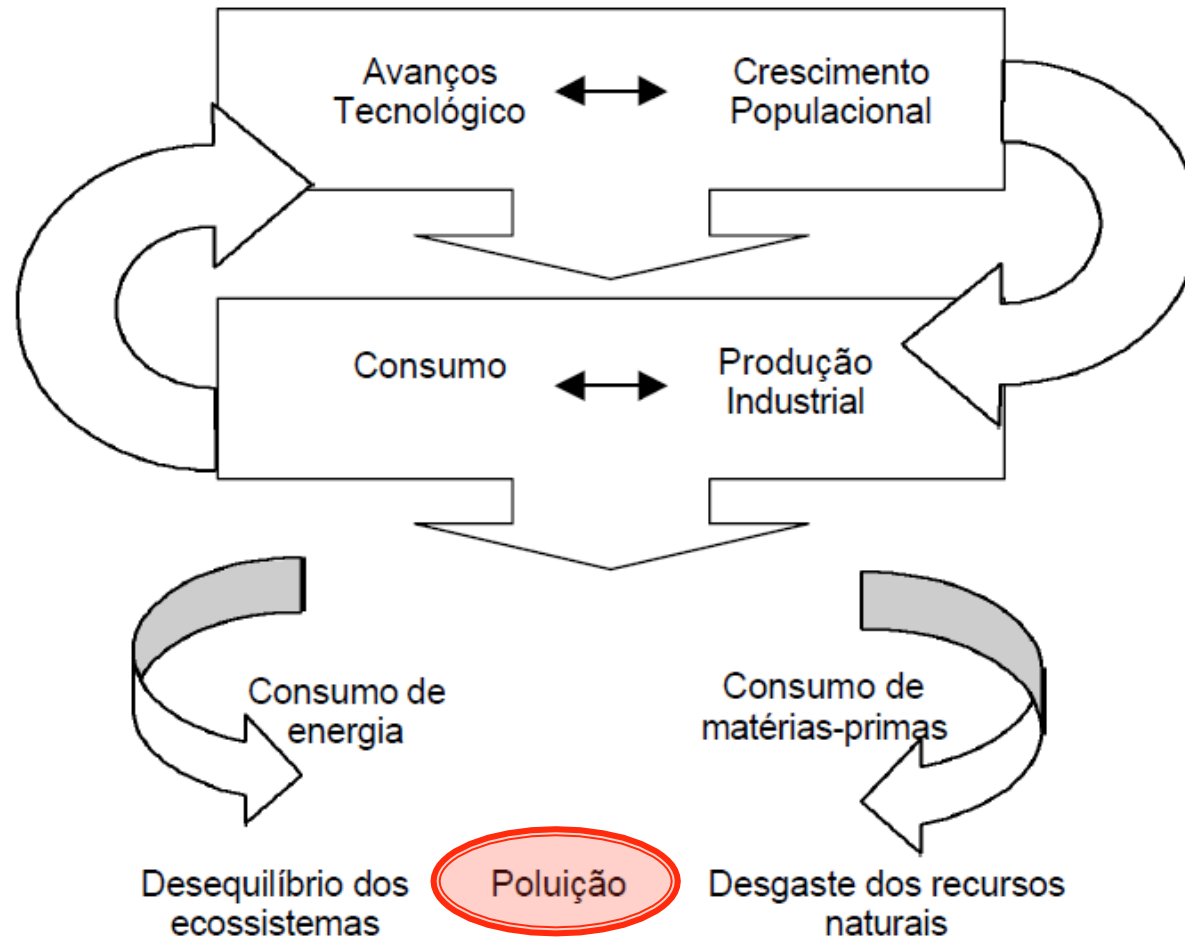 Avanços
Tecnológico
Crescimento
Populacional
Consumo
Produção
Industrial
Consumo de
energia
Consumo de
matérias-primas
Desequilíbrio dos
ecossistemas
Poluição
Desgaste dos recursos
naturais